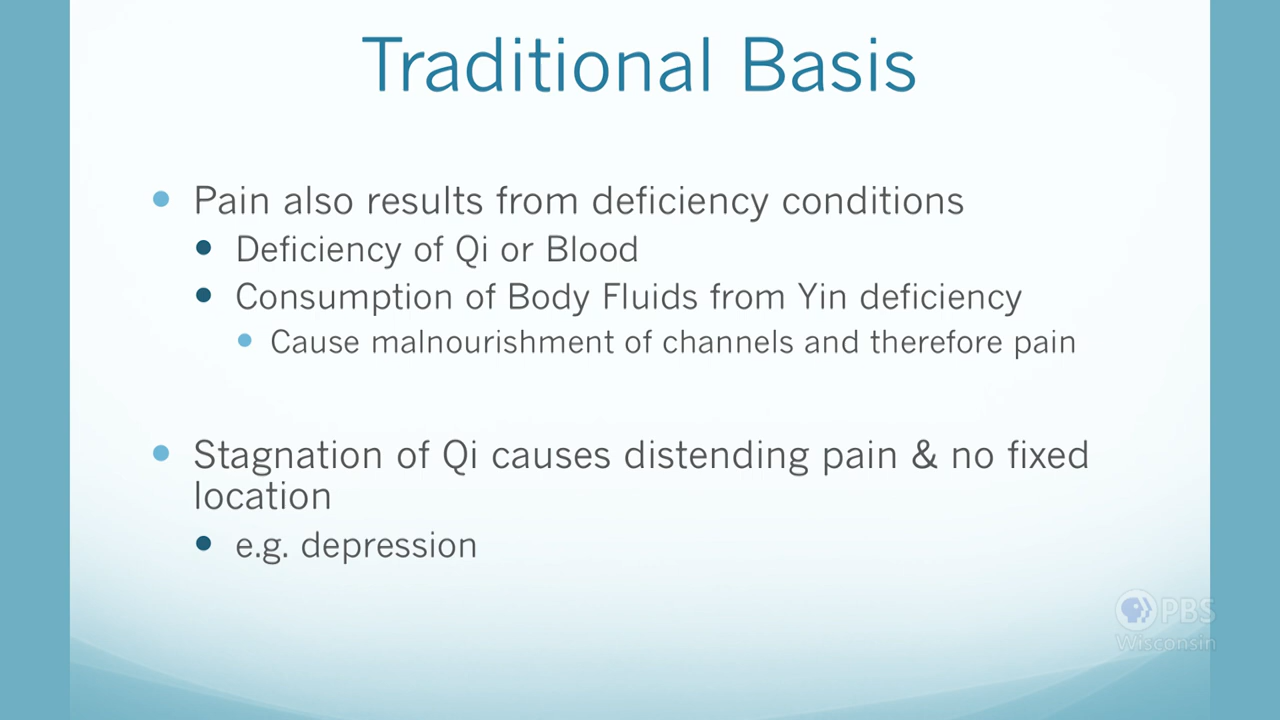 Traditional Basis
Pain also results from deficiency conditions
Deficiency of Qi or Blood
Consumption of Body Fluids from Yin deficiency
Cause malnourishment of channels and therefore pain
Stagnation of Qi causes distending pain & no fixed
location
e.g. depression
PBS
Wisconsin